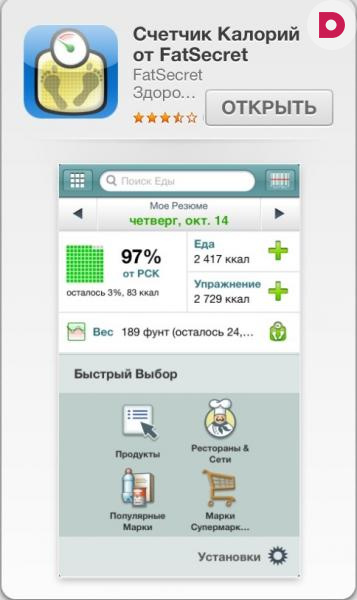 Счетчик Калорий
от FatSecret
FatSecret
Здоро...
ОТКРЫТЬ
Поиск Еды
Мое Резюме
четверг, окт. 14
97%
от РСК
осталось 3%, 83 ккал
Еда
2 417 ккал
Упражнение
2 729 ккал
Вес 189 фунт (осталось 24,...
Быстрый Выбор
Продукты
Рестораны &
Сети
Популярные
Марки
Марки
Супермарк...
Установки